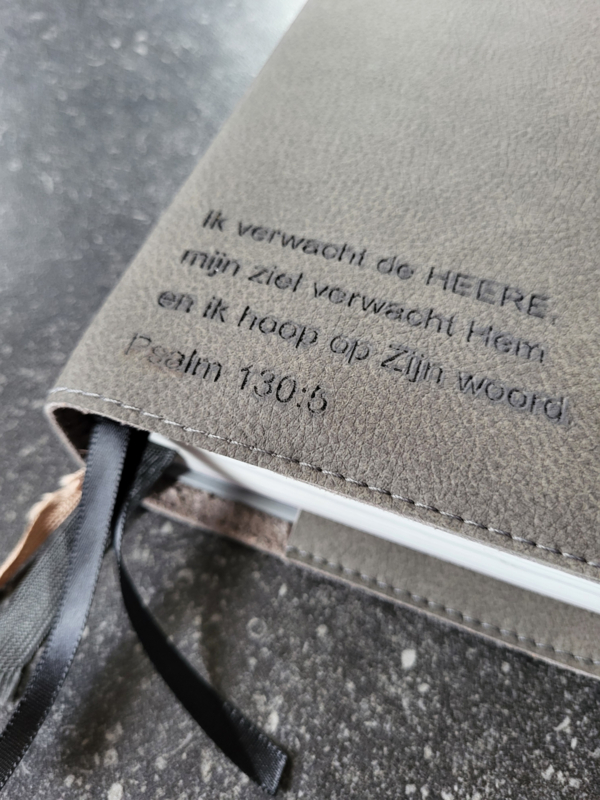 Ik verwacht de HEERE,
mijn ziel verwacht Hem
en ik hoop op Zijn woord.
Psalm 130:5